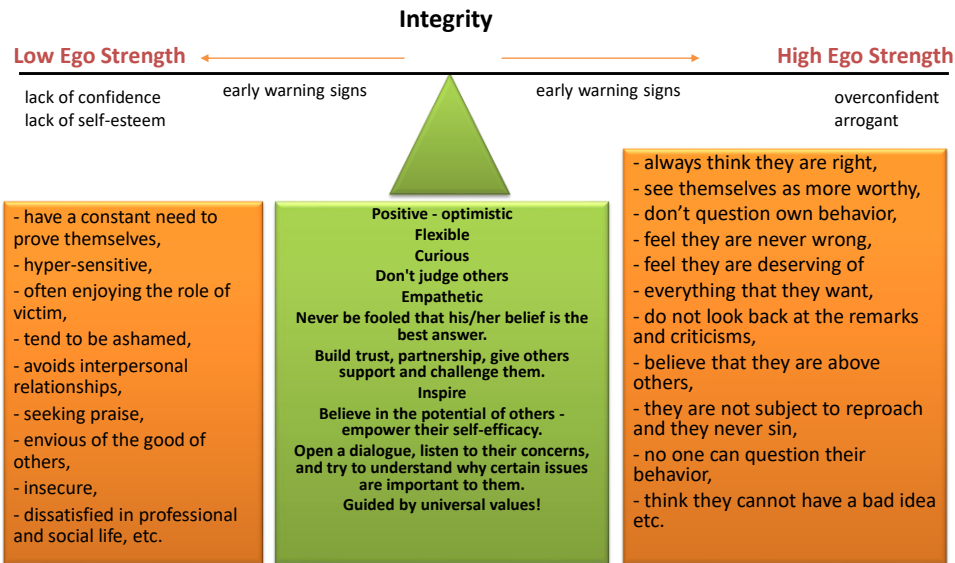 Integrity
Low Ego Strength
High Ego Strength
early warning signs
early warning signs
lack of confidence
lack of self-esteem
overconfident
arrogant
- have a constant need to
prove themselves,
- hyper-sensitive,
- often enjoying the role of
victim,
- tend to be ashamed,
- avoids interpersonal
relationships,
- seeking praise,
- envious of the good of
others,
- insecure,
- dissatisfied in professional
and social life, etc.
Positive - optimistic
Flexible
Curious
Don't judge others
Empathetic
Never be fooled that his/her belief is the
best answer.
Build trust, partnership, give others
support and challenge them.
Inspire
Believe in the potential of others -
empower their self-efficacy.
Open a dialogue, listen to their concerns,
and try to understand why certain issues
are important to them.
Guided by universal values!
- always think they are right,
- see themselves as more worthy,
- don't question own behavior,
- feel they are never wrong,
- feel they are deserving of
- everything that they want,
- do not look back at the remarks
and criticisms,
- believe that they are above
others,
- they are not subject to reproach
and they never sin,
- no one can question their
behavior,
- think they cannot have a bad idea
etc.